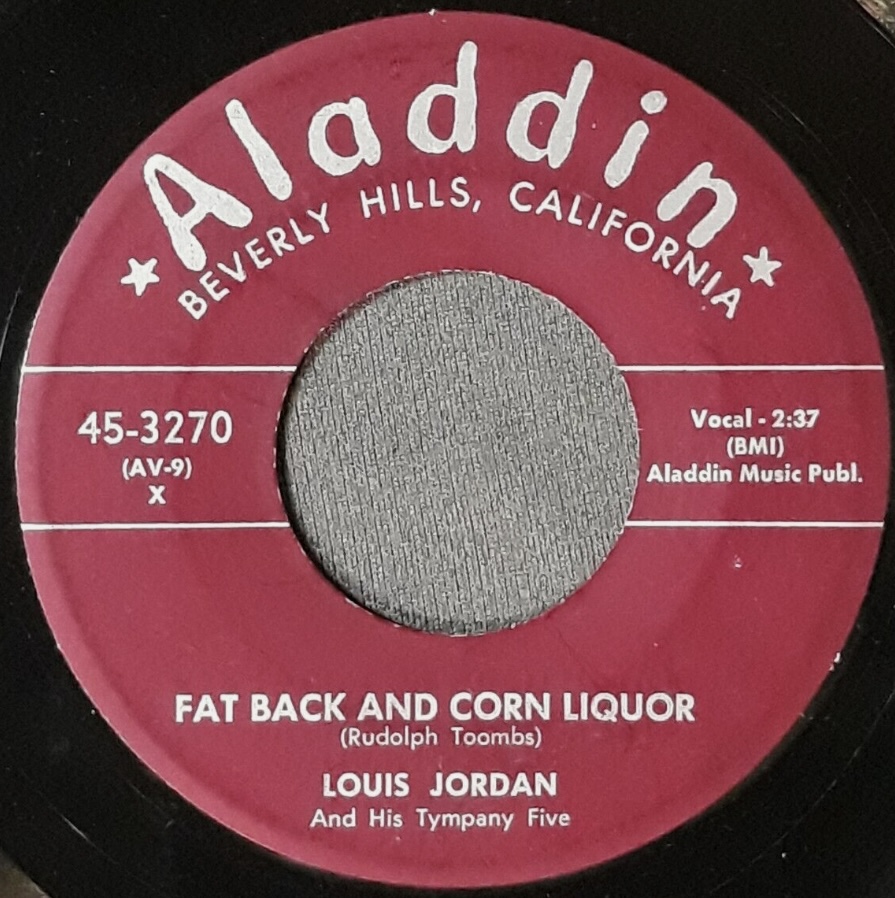 Aladdin
BEVERLY HILLS, CALIFORNIA
45-3270
(AV-9)
X
Vocal - 2:37
(BMI)
Aladdin Music Publ.
FAT BACK AND CORN LIQUOR
(Rudolph Toombs)
LOUIS JORDAN
And His Tympany Five